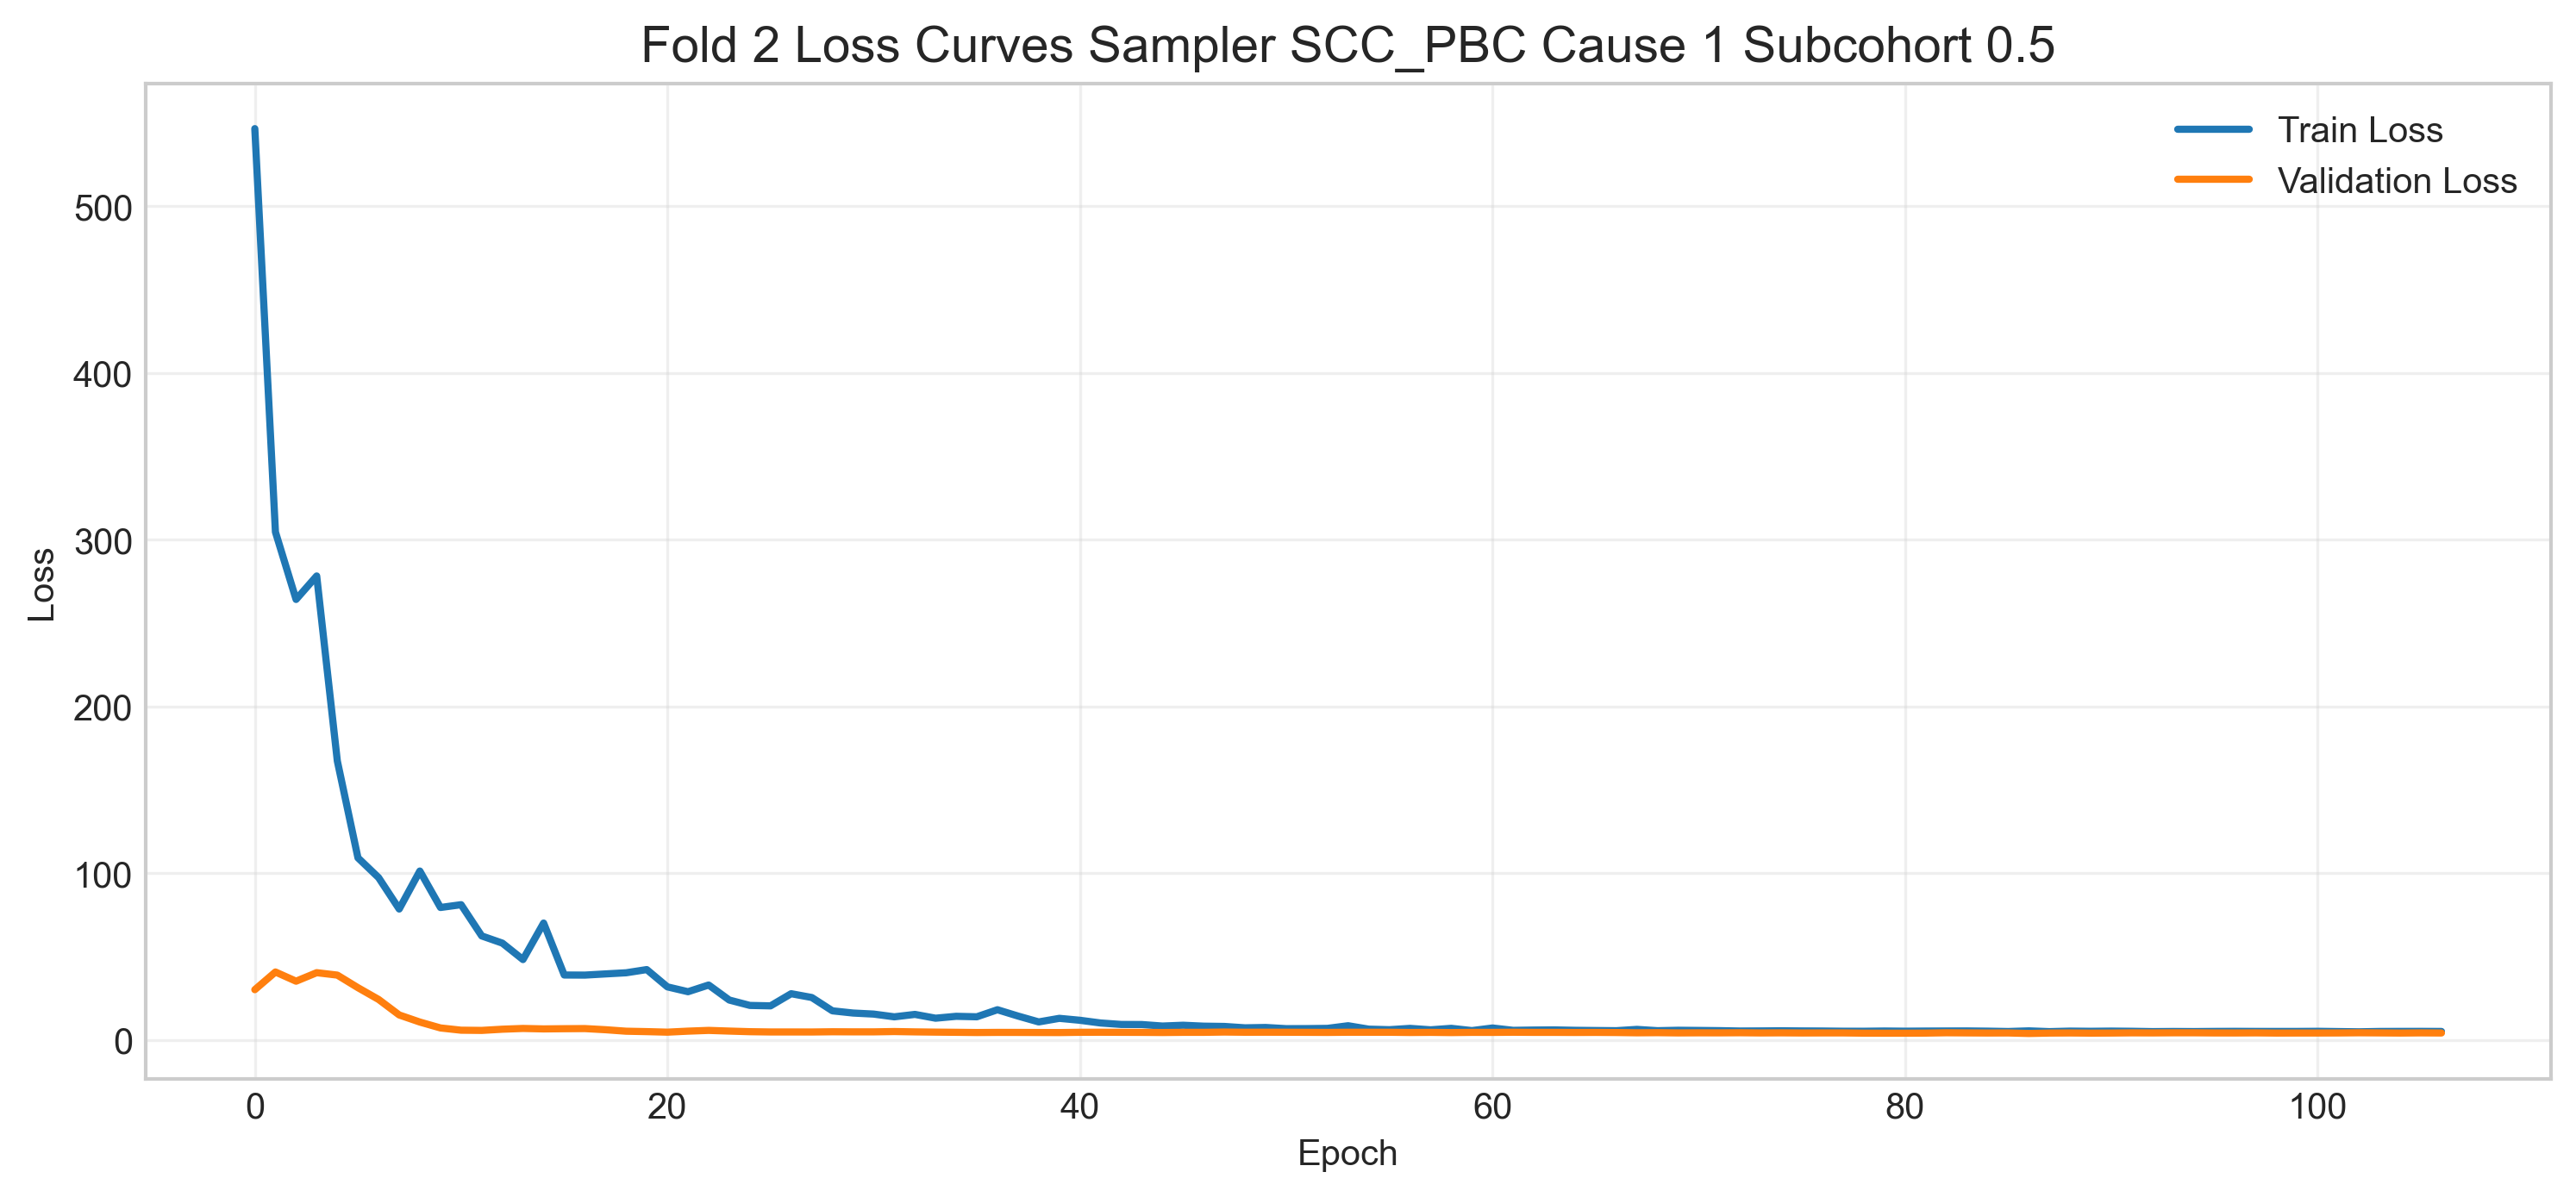 Fold 2 Loss Curves Sampler SCC_PBC Cause 1 Subcohort 0.5
Train Loss
Validation Loss
Loss
500
400
300
200
100
0
0 20 40 60 80 100
Epoch